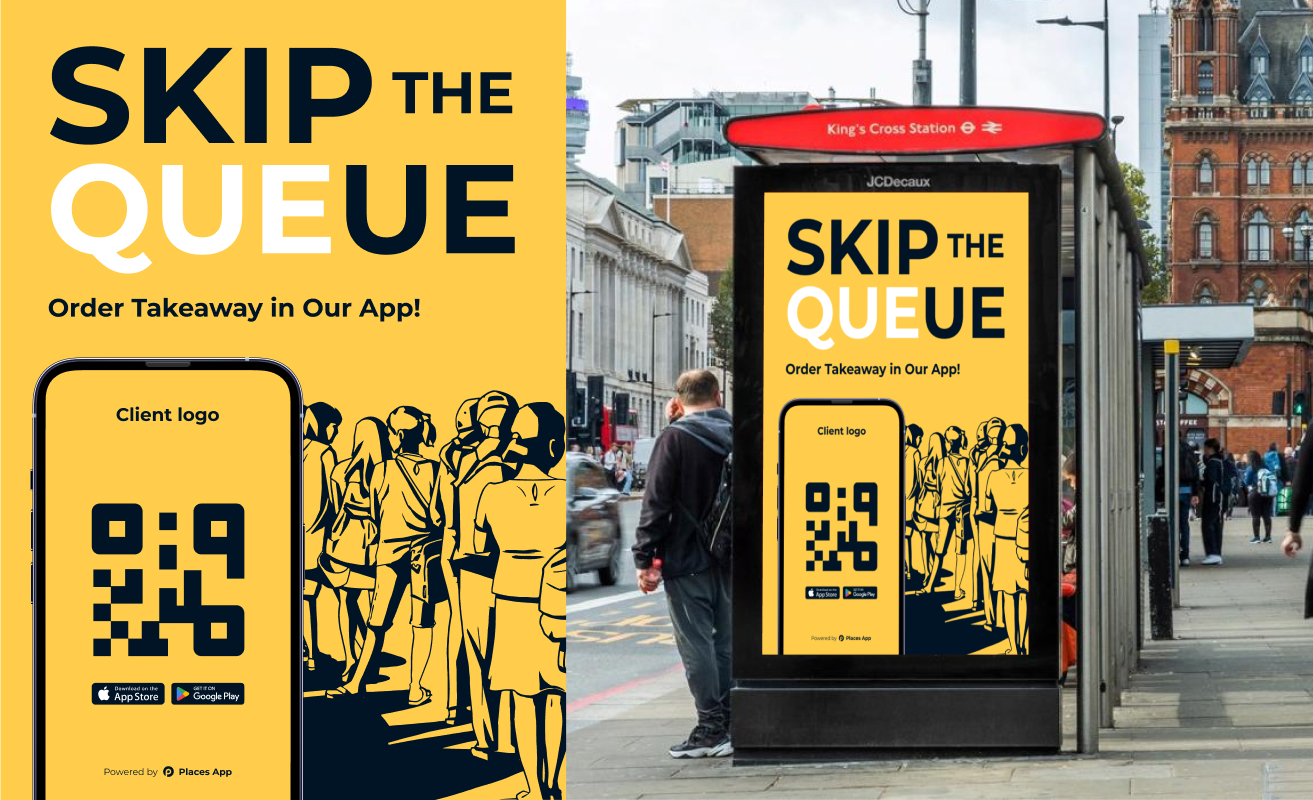 SKIP THE
QUEUE
Order Takeaway in Our App!
Client logo
Download on the
App Store
GET IT ON
Google Play
Powered by Places App
King's Cross Station
JCDecaux
SKIP THE
QUEUE
Order Takeaway in Our App!
Client logo
Download on the
App Store
GET IT ON
Google Play
Powered by Places App